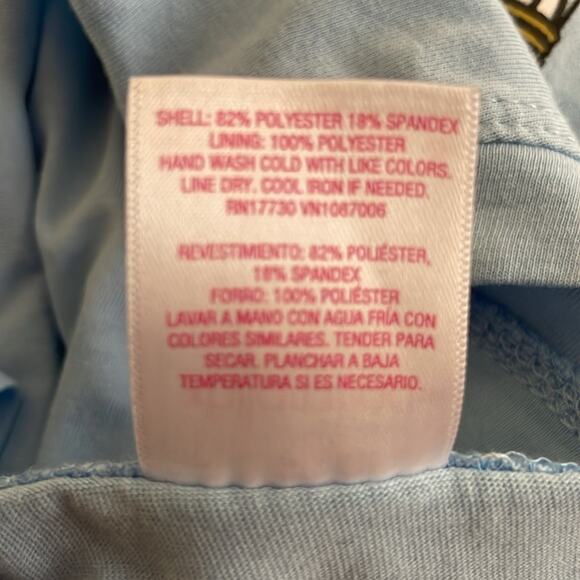 SHELL: 82% POLYESTER 18% SPANDEX
LINING: 100% POLYESTER
HAND WASH COLD WITH LIKE COLORS.
LINE DRY. COOL IRON IF NEEDED.
RN17730 VN1087006
REVESTIMIENTO: 82% POLIÉSTER,
18% SPANDEX
FORRO: 100% POLIÉSTER
LAVAR A MANO CON AGUA FRÍA CON
COLORES SIMILARES. TENDER PARA
SECAR. PLANCHAR A BAJA
TEMPERATURA SI ES NECESARIO.